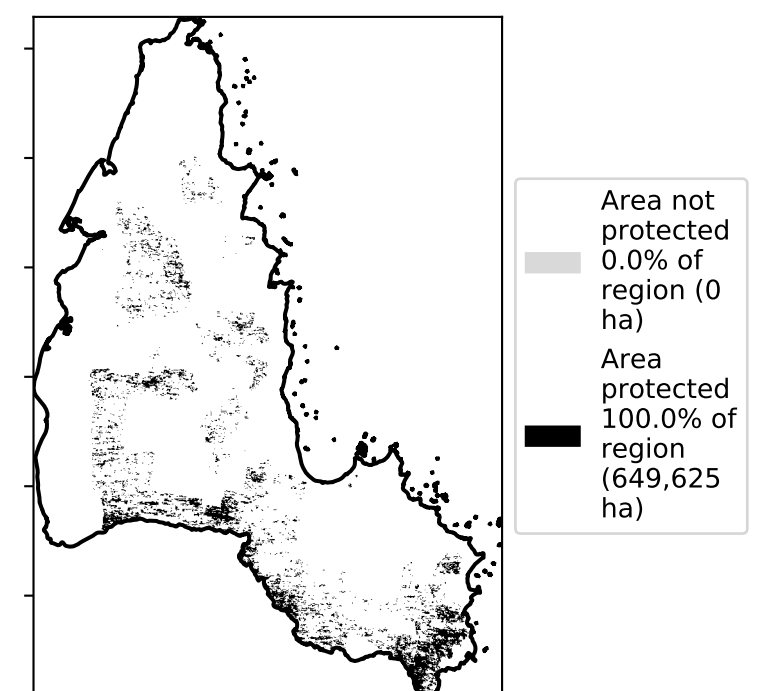 Area not
protected
0.0% of
region (0
ha)
Area
protected
100.0% of
region
(649,625
ha)